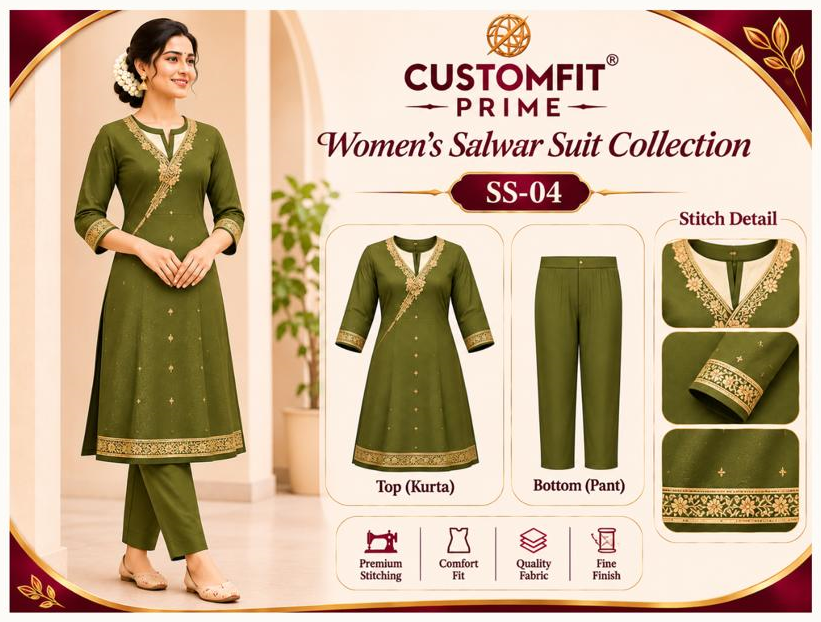 CUSTOMFIT®
PRIME
Women's Salwar Suit Collection
SS-04
Stitch Detail
Top (Kurta)
Bottom (Pant)
Premium
Stitching
Comfort
Fit
Quality
Fabric
Fine
Finish